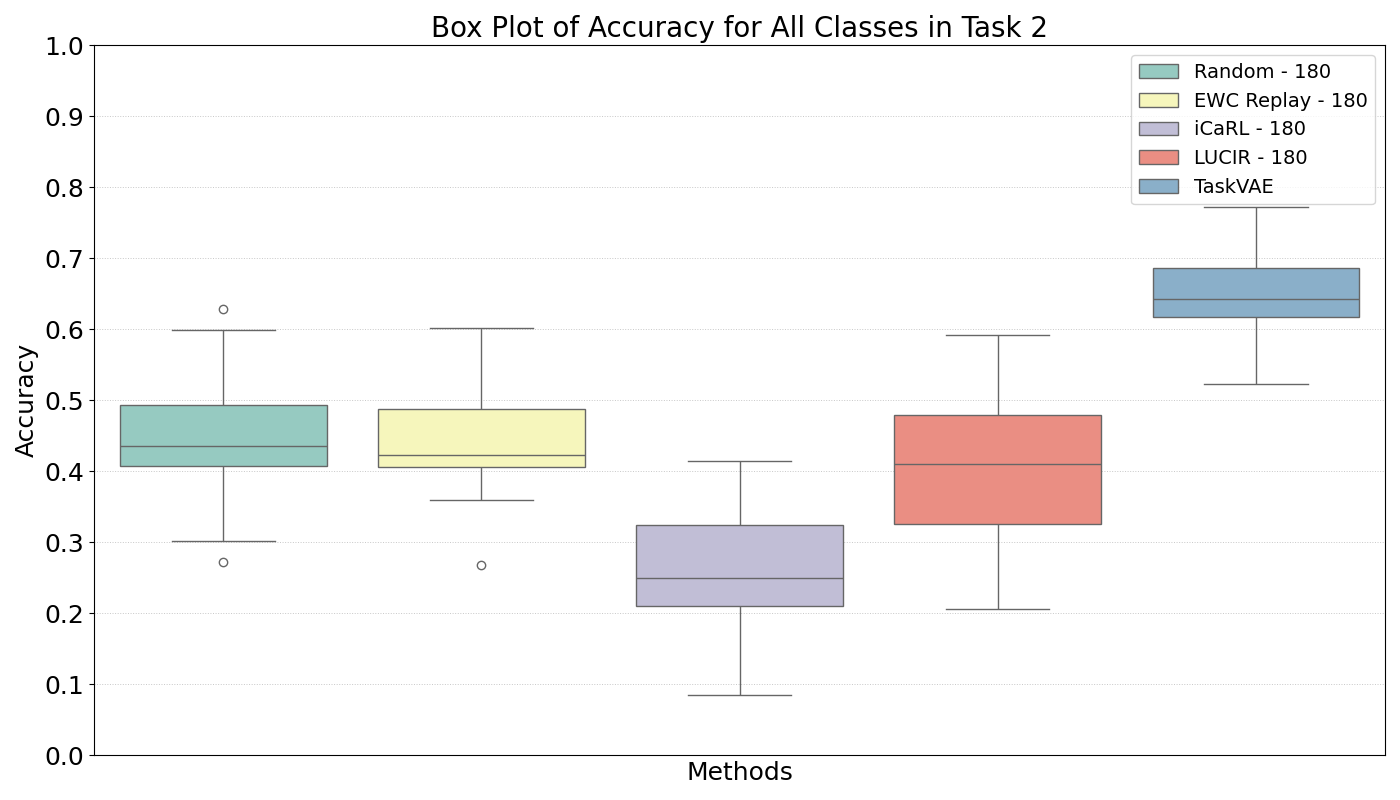 Box Plot of Accuracy for All Classes in Task 2
1.0
0.9
0.8
0.7
0.6
0.5
0.4
0.3
0.2
0.1
0.0
Accuracy
Methods
Random - 180
EWC Replay - 180
iCaRL - 180
LUCIR - 180
TaskVAE